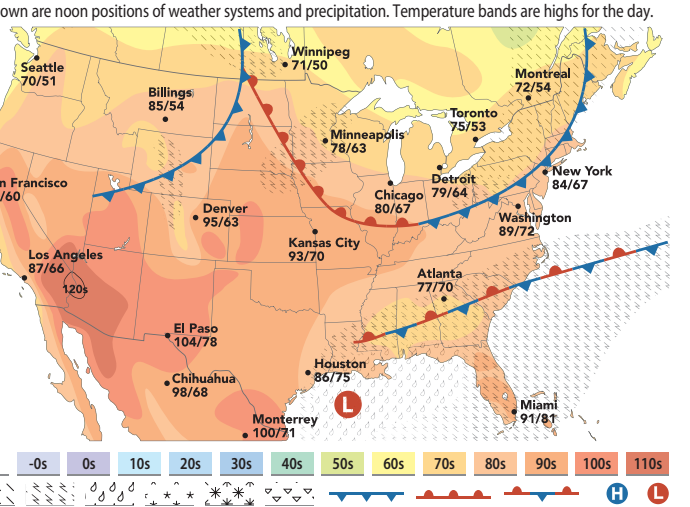 own are noon positions of weather systems and precipitation. Temperature bands are highs for the day.
Seattle
70/51
Winnipeg
71/50
Billings
85/54
Montreal
72/54
Toronto
75/53
Minneapolis
78/63
n Francisco
/60
Chicago
80/67
Detroit
79/64
New York
84/67
Denver
95/63
Kansas City
93/70
Washington
89/72
Los Angeles
87/66
120s
Atlanta
77/70
El Paso
104/78
Houston
86/75
L
Chihuahua
98/68
Monterrey
100/71
Miami
91/81
-0s 0s 10s 20s 30s 40s 50s 60s 70s 80s 90s 100s 110s
H L